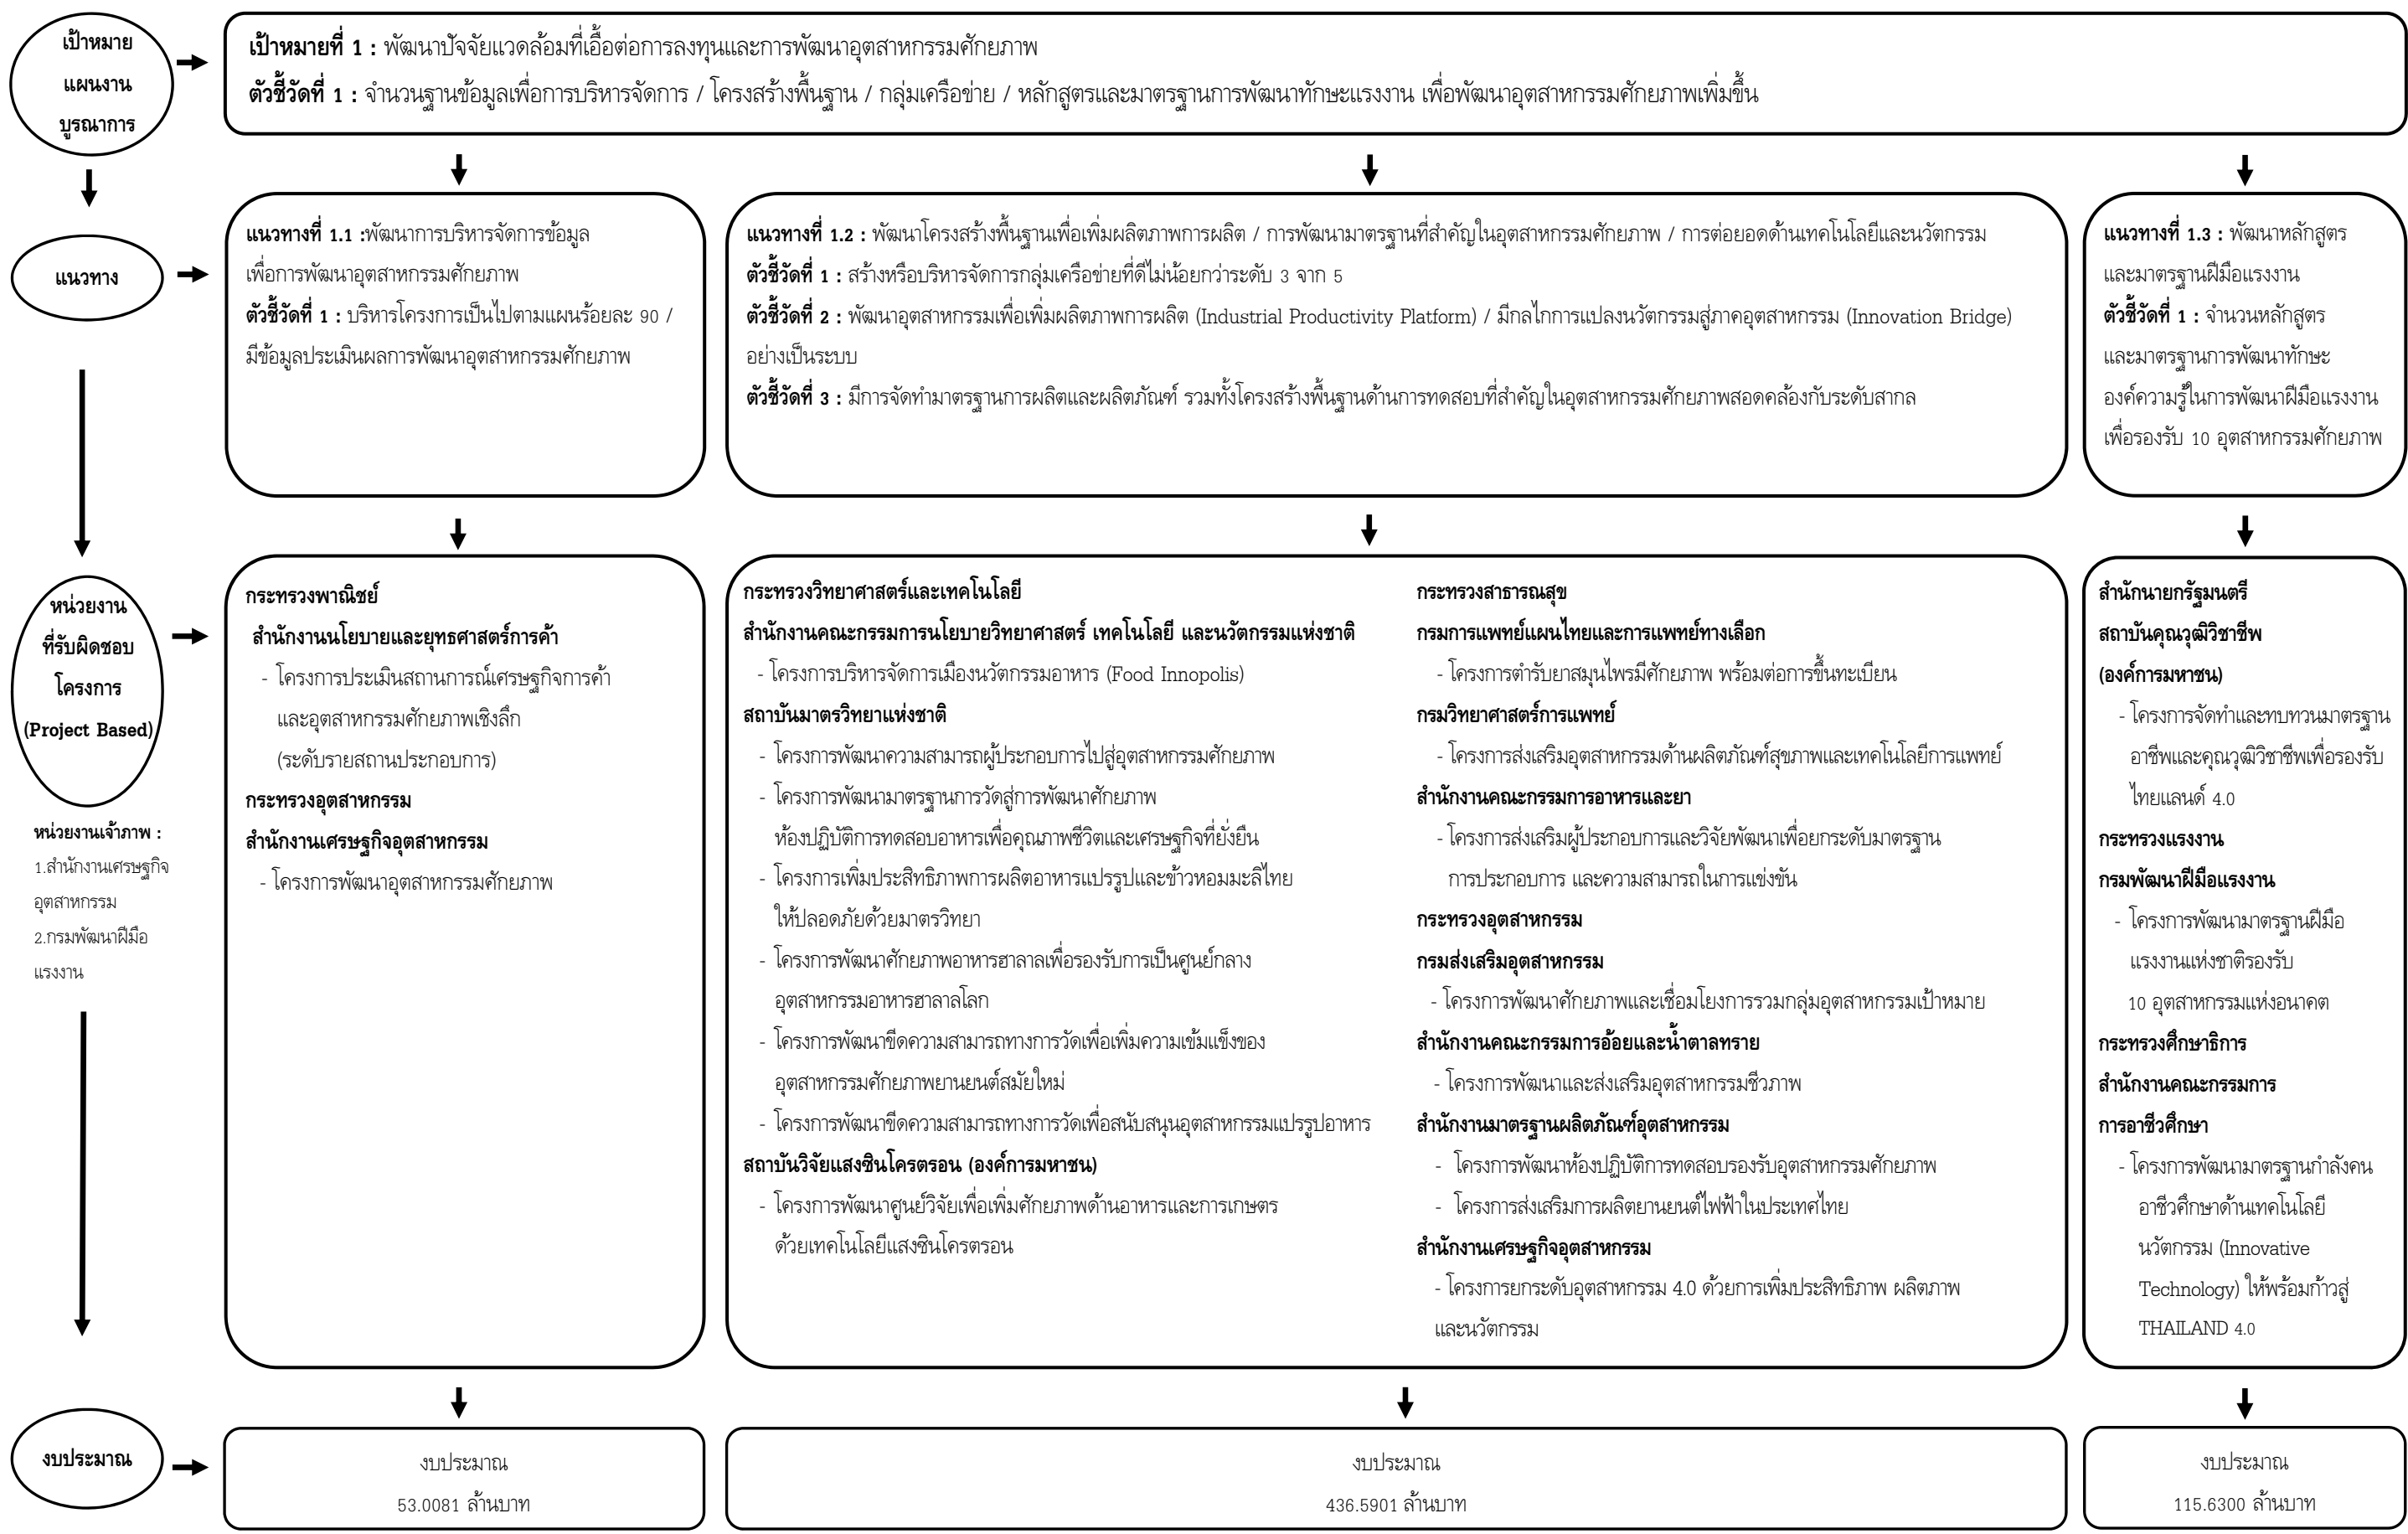 เป้าหมาย
แผนงาน
บูรณาการ
เป้าหมายที่ 1 : พัฒนาปัจจัยแวดล้อมที่เอื้อต่อการลงทุนและการพัฒนาอุตสาหกรรมศักยภาพ
ตัวชี้วัดที่ 1 : จำนวนฐานข้อมูลเพื่อการบริหารจัดการ / โครงสร้างพื้นฐาน / กลุ่มเครือข่าย / หลักสูตรและมาตรฐานการพัฒนาทักษะแรงงาน เพื่อพัฒนาอุตสาหกรรมศักยภาพเพิ่มขึ้น
แนวทาง
แนวทางที่ 1.1 :พัฒนาการบริหารจัดการข้อมูล
เพื่อการพัฒนาอุตสาหกรรมศักยภาพ
ตัวชี้วัดที่ 1 : บริหารโครงการเป็นไปตามแผนร้อยละ 90 /
มีข้อมูลประเมินผลการพัฒนาอุตสาหกรรมศักยภาพ
แนวทางที่ 1.2 : พัฒนาโครงสร้างพื้นฐานเพื่อเพิ่มผลิตภาพการผลิต / การพัฒนามาตรฐานที่สำคัญในอุตสาหกรรมศักยภาพ / การต่อยอดด้านเทคโนโลยีและนวัตกรรม
ตัวชี้วัดที่ 1 : สร้างหรือบริหารจัดการกลุ่มเครือข่ายที่ดีไม่น้อยกว่าระดับ 3 จาก 5
ตัวชี้วัดที่ 2 : พัฒนาอุตสาหกรรมเพื่อเพิ่มผลิตภาพการผลิต (Industrial Productivity Platform) / มีกลไกการแปลงนวัตกรรมสู่ภาคอุตสาหกรรม (Innovation Bridge)
อย่างเป็นระบบ
ตัวชี้วัดที่ 3 : มีการจัดทำมาตรฐานการผลิตและผลิตภัณฑ์ รวมทั้งโครงสร้างพื้นฐานด้านการทดสอบที่สำคัญในอุตสาหกรรมศักยภาพสอดคล้องกับระดับสากล
แนวทางที่ 1.3 : พัฒนาหลักสูตร
และมาตรฐานฝีมือแรงงาน
ตัวชี้วัดที่ 1 : จำนวนหลักสูตร
และมาตรฐานการพัฒนาทักษะ
องค์ความรู้ในการพัฒนาฝีมือแรงงาน
เพื่อรองรับ 10 อุตสาหกรรมศักยภาพ
หน่วยงาน
ที่รับผิดชอบ
โครงการ
(Project Based)
หน่วยงานเจ้าภาพ :
1.สำนักงานเศรษฐกิจ
อุตสาหกรรม
2.กรมพัฒนาฝีมือ
แรงงาน
กระทรวงพาณิชย์
สำนักงานนโยบายและยุทธศาสตร์การค้า
- โครงการประเมินสถานการณ์เศรษฐกิจการค้า
และอุตสาหกรรมศักยภาพเชิงลึก
(ระดับรายสถานประกอบการ)
กระทรวงอุตสาหกรรม
สำนักงานเศรษฐกิจอุตสาหกรรม
- โครงการพัฒนาอุตสาหกรรมศักยภาพ
กระทรวงวิทยาศาสตร์และเทคโนโลยี
สำนักงานคณะกรรมการนโยบายวิทยาศาสตร์ เทคโนโลยี และนวัตกรรมแห่งชาติ
- โครงการบริหารจัดการเมืองนวัตกรรมอาหาร (Food Innopolis)
สถาบันมาตรวิทยาแห่งชาติ
- โครงการพัฒนาความสามารถผู้ประกอบการไปสู่อุตสาหกรรมศักยภาพ
- โครงการพัฒนามาตรฐานการวัดสู่การพัฒนาศักยภาพ
ห้องปฏิบัติการทดสอบอาหารเพื่อคุณภาพชีวิตและเศรษฐกิจที่ยั่งยืน
- โครงการเพิ่มประสิทธิภาพการผลิตอาหารแปรรูปและข้าวหอมมะลิไทย
ให้ปลอดภัยด้วยมาตรวิทยา
- โครงการพัฒนาศักยภาพอาหารฮาลาลเพื่อรองรับการเป็นศูนย์กลาง
อุตสาหกรรมอาหารฮาลาลโลก
- โครงการพัฒนาขีดความสามารถทางการวัดเพื่อเพิ่มความเข้มแข็งของ
อุตสาหกรรมศักยภาพยานยนต์สมัยใหม่
- โครงการพัฒนาขีดความสามารถทางการวัดเพื่อสนับสนุนอุตสาหกรรมแปรรูปอาหาร
สถาบันวิจัยแสงซินโครตรอน (องค์การมหาชน)
- โครงการพัฒนาศูนย์วิจัยเพื่อเพิ่มศักยภาพด้านอาหารและการเกษตร
ด้วยเทคโนโลยีแสงซินโครตรอน
กระทรวงสาธารณสุข
กรมการแพทย์แผนไทยและการแพทย์ทางเลือก
- โครงการตำรับยาสมุนไพรมีศักยภาพ พร้อมต่อการขึ้นทะเบียน
กรมวิทยาศาสตร์การแพทย์
- โครงการส่งเสริมอุตสาหกรรมด้านผลิตภัณฑ์สุขภาพและเทคโนโลยีการแพทย์
สำนักงานคณะกรรมการอาหารและยา
- โครงการส่งเสริมผู้ประกอบการและวิจัยพัฒนาเพื่อยกระดับมาตรฐาน
การประกอบการ และความสามารถในการแข่งขัน
กระทรวงอุตสาหกรรม
กรมส่งเสริมอุตสาหกรรม
- โครงการพัฒนาศักยภาพและเชื่อมโยงการรวมกลุ่มอุตสาหกรรมเป้าหมาย
สำนักงานคณะกรรมการอ้อยและน้ำตาลทราย
- โครงการพัฒนาและส่งเสริมอุตสาหกรรมชีวภาพ
สำนักงานมาตรฐานผลิตภัณฑ์อุตสาหกรรม
- โครงการพัฒนาห้องปฏิบัติการทดสอบรองรับอุตสาหกรรมศักยภาพ
- โครงการส่งเสริมการผลิตยานยนต์ไฟฟ้าในประเทศไทย
สำนักงานเศรษฐกิจอุตสาหกรรม
- โครงการยกระดับอุตสาหกรรม 4.0 ด้วยการเพิ่มประสิทธิภาพ ผลิตภาพ
และนวัตกรรม
สำนักนายกรัฐมนตรี
สถาบันคุณวุฒิวิชาชีพ
(องค์การมหาชน)
- โครงการจัดทำและทบทวนมาตรฐาน
อาชีพและคุณวุฒิวิชาชีพเพื่อรองรับ
ไทยแลนด์ 4.0
กระทรวงแรงงาน
กรมพัฒนาฝีมือแรงงาน
- โครงการพัฒนามาตรฐานฝีมือ
แรงงานแห่งชาติรองรับ
10 อุตสาหกรรมแห่งอนาคต
กระทรวงศึกษาธิการ
สำนักงานคณะกรรมการ
การอาชีวศึกษา
- โครงการพัฒนามาตรฐานกำลังคน
อาชีวศึกษาด้านเทคโนโลยี
นวัตกรรม (Innovative
Technology) ให้พร้อมก้าวสู่
THAILAND 4.0
งบประมาณ
งบประมาณ
53.0081 ล้านบาท
งบประมาณ
436.5901 ล้านบาท
งบประมาณ
115.6300 ล้านบาท